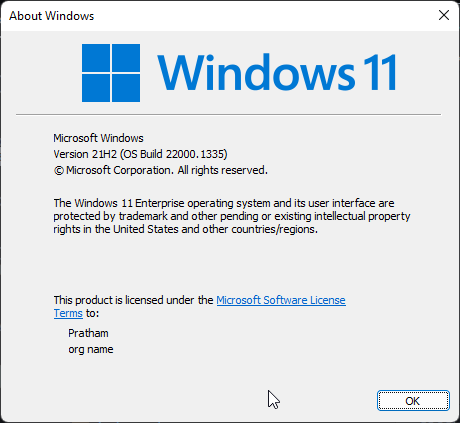 About Windows
Windows 11
Microsoft Windows
Version 21H2 (OS Build 22000.1335)
© Microsoft Corporation. All rights reserved.
The Windows 11 Enterprise operating system and its user interface are
protected by trademark and other pending or existing intellectual property
rights in the United States and other countries/regions.
This product is licensed under the Microsoft Software License
Terms to:
Pratham
org name
OK